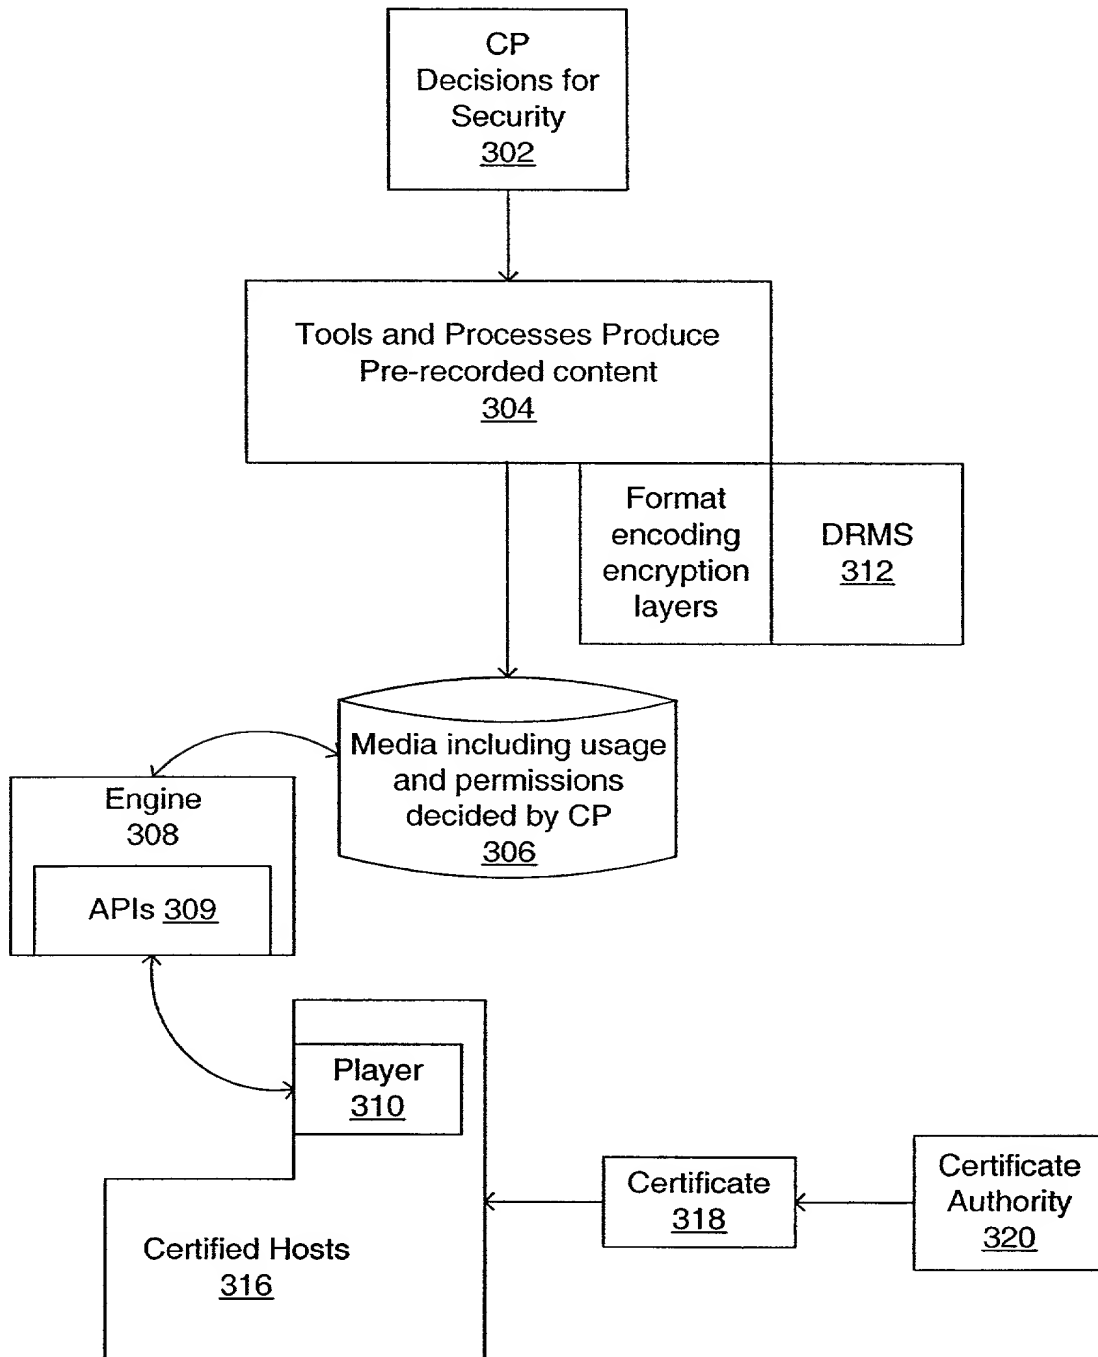 CP
Decisions for
Security
302
Tools and Processes Produce
Pre-recorded content
304
Format
encoding
encryption
layers
DRMS
312
Media including usage
and permissions
decided by CP
306
Engine
308
APIs 309
Player
310
Certified Hosts
316
Certificate
318
Certificate
Authority
320